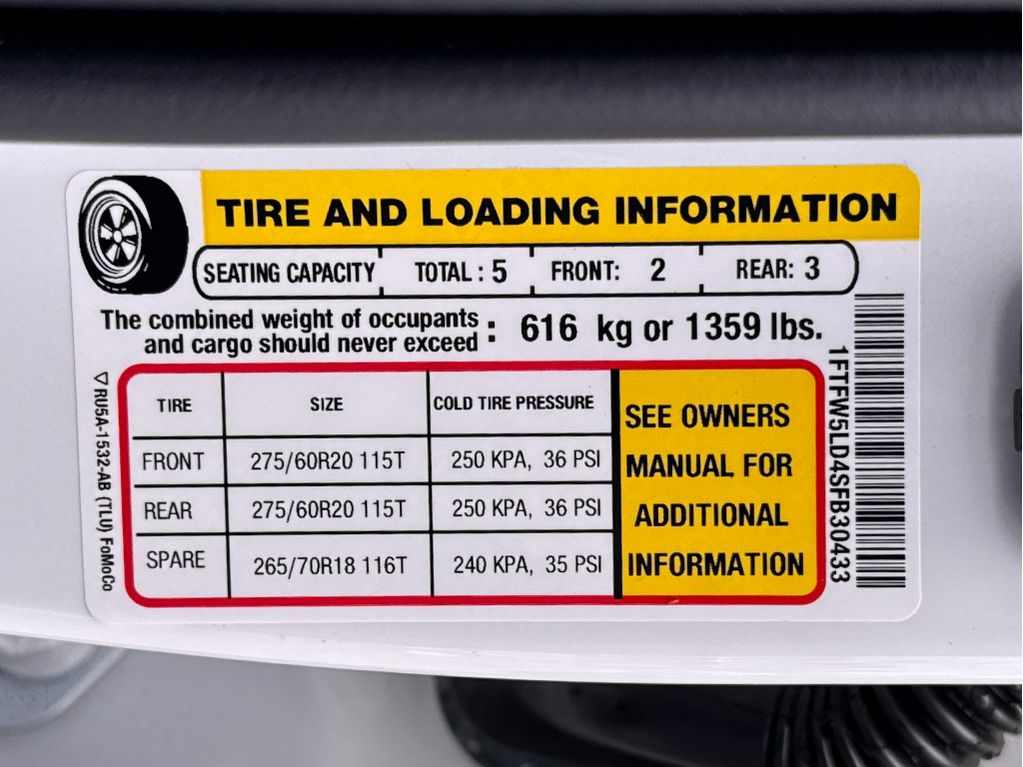 TIRE AND LOADING INFORMATION
SEATING CAPACITY TOTAL : 5 FRONT: 2 REAR: 3
The combined weight of occupants
and cargo should never exceed : 616 kg or 1359 lbs.
TIRE SIZE COLD TIRE PRESSURE
FRONT 275/60R20 115T 250 KPA, 36 PSI
REAR 275/60R20 115T 250 KPA, 36 PSI
SPARE 265/70R18 116T 240 KPA, 35 PSI
SEE OWNERS
MANUAL FOR
ADDITIONAL
INFORMATION
1FTFW5LD4SFB30433
RU5A-1532-AB (TLU) FoMoCo